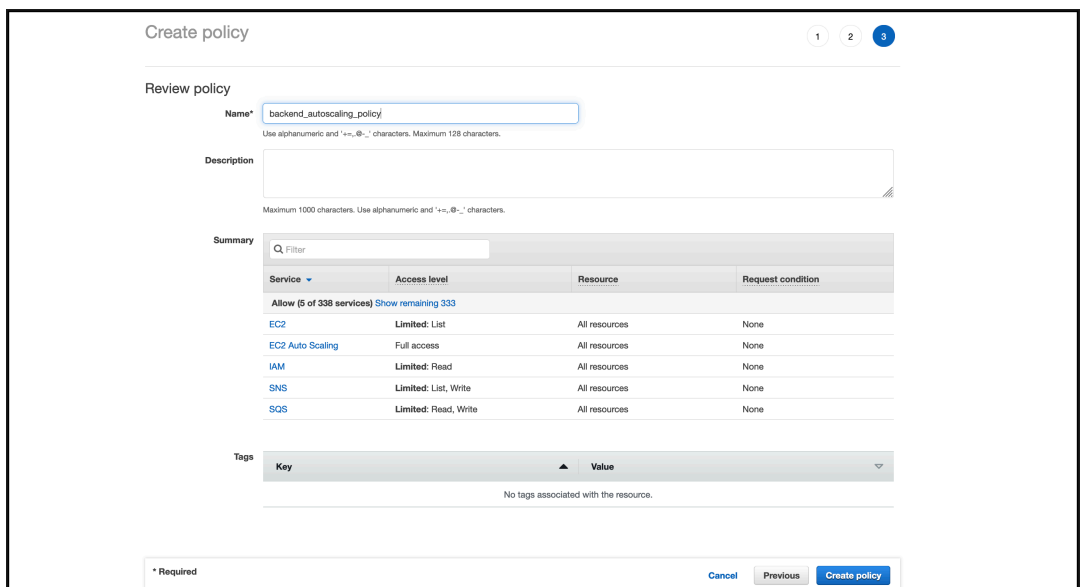 Create policy
1 2 3
Review policy
Name* backend_autoscaling_policy
Use alphanumeric and '+=,.@-_' characters. Maximum 128 characters.
Description
Maximum 1000 characters. Use alphanumeric and '+=,.@-_' characters.
Summary Filter
Service Access level Resource Request condition
Allow (5 of 338 services) Show remaining 333
EC2 Limited: List All resources None
EC2 Auto Scaling Full access All resources None
IAM Limited: Read All resources None
SNS Limited: List, Write All resources None
SQS Limited: Read, Write All resources None
Tags Key Value
No tags associated with the resource.
* Required Cancel Previous Create policy